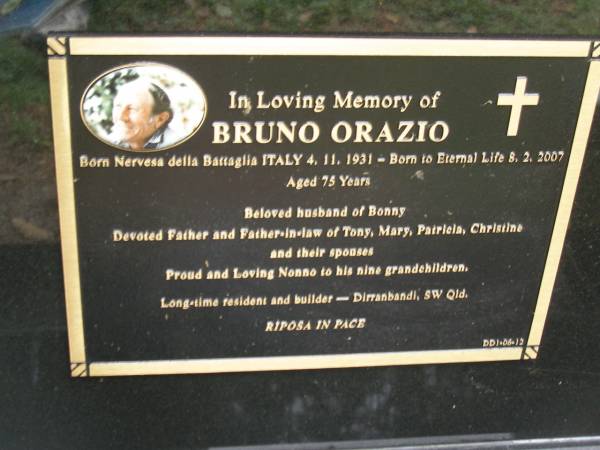 In Loving Memory of
BRUNO ORAZIO
Born Nervesa della Battaglia ITALY 4. 11. 1931 – Born to Eternal Life 8. 2. 2007
Aged 75 Years
Beloved husband of Bonny
Devoted Father and Father-in-law of Tony, Mary, Patricia, Christine
and their spouses
Proud and Loving Nonno to his nine grandchildren.
Long-time resident and builder — Dirranbandi, SW Qld.
RIPOSA IN PACE
DD1-06-12